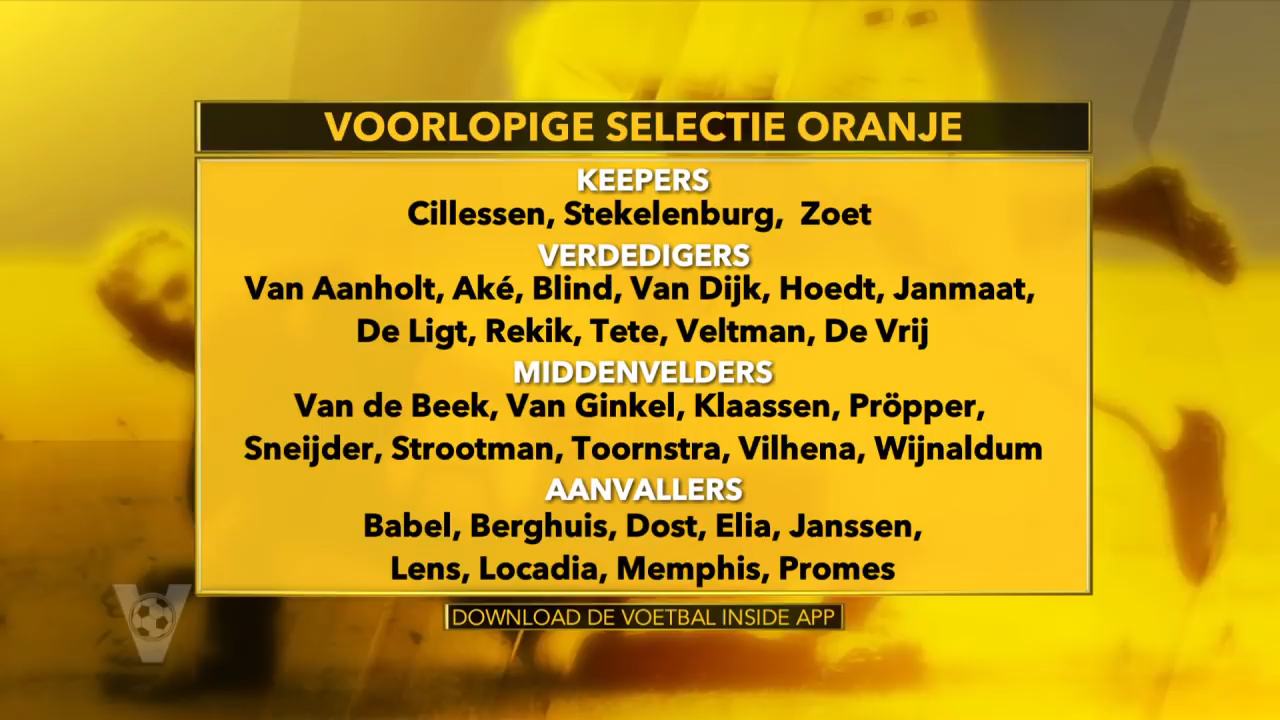 VOORLOPIGE SELECTIE ORANJE
KEEPERS
Cillessen, Stekelenburg, Zoet
VERDEDIGERS
Van Aanholt, Aké, Blind, Van Dijk, Hoedt, Janmaat,
De Ligt, Rekik, Tete, Veltman, De Vrij
MIDDENVELDERS
Van de Beek, Van Ginkel, Klaassen, Pröpper,
Sneijder, Strootman, Toornstra, Vilhena, Wijnaldum
AANVALLERS
Babel, Berghuis, Dost, Elia, Janssen,
Lens, Locadia, Memphis, Promes
DOWNLOAD DE VOETBAL INSIDE APP